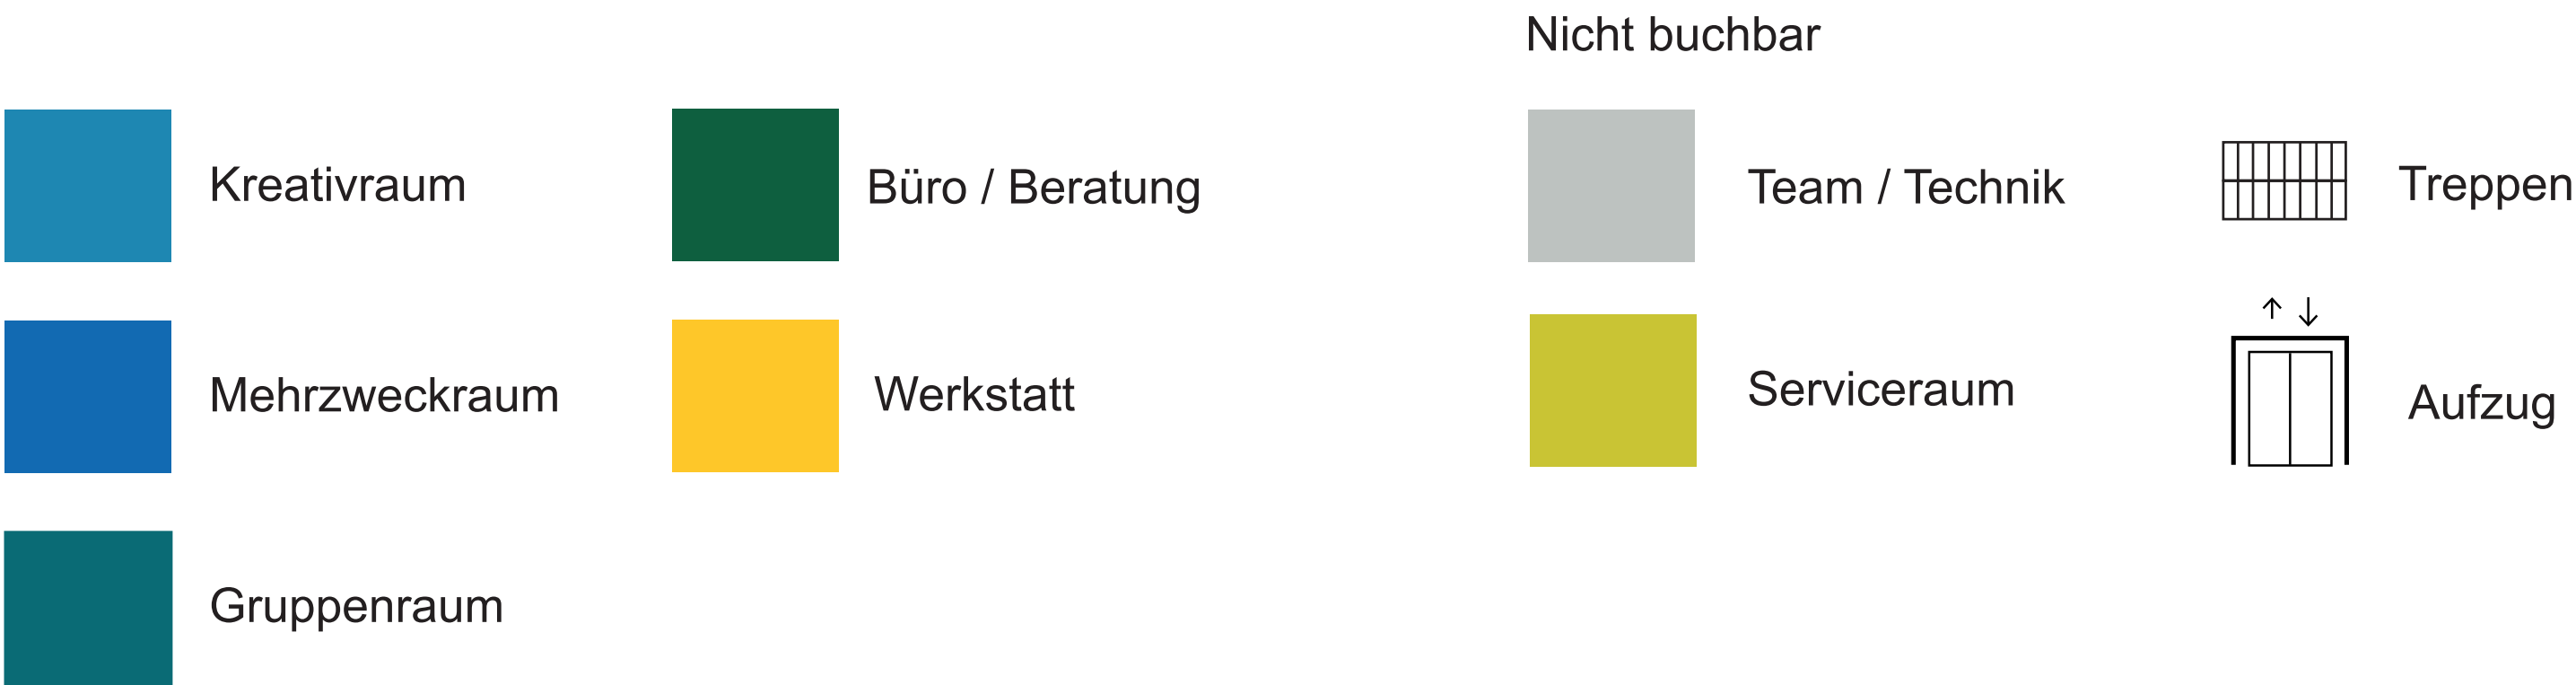 Nicht buchbar
Kreativraum
Büro / Beratung
Team / Technik
Treppen
Mehrzweckraum
Werkstatt
Serviceraum
Aufzug
Gruppenraum